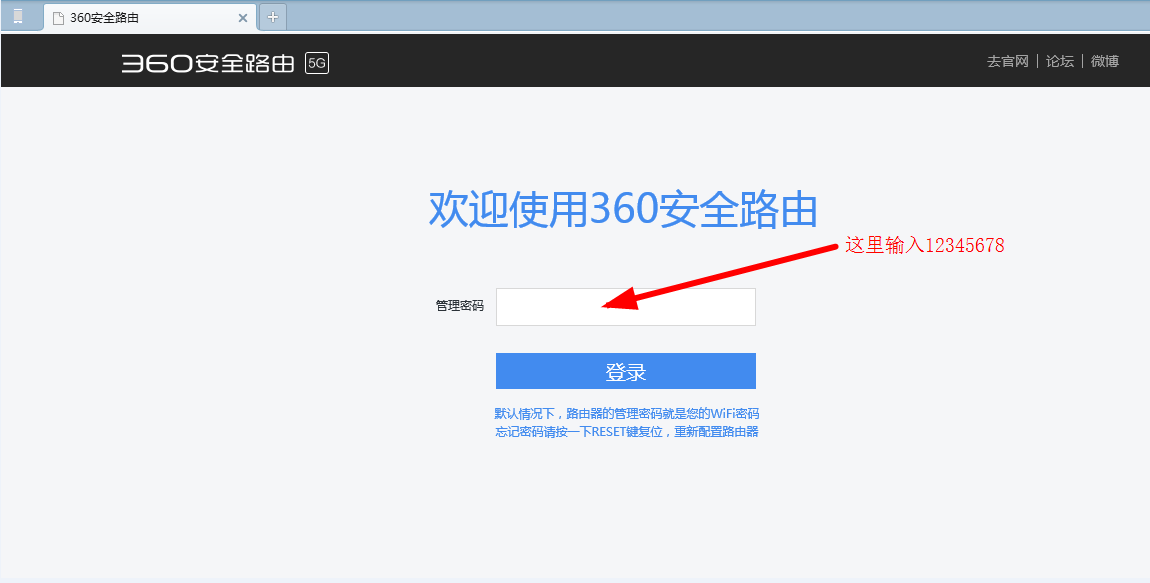 360安全路由
360安全路由 5G
去官网 | 论坛 | 微博
欢迎使用360安全路由
这里输入12345678
管理密码
登录
默认情况下，路由器的管理密码就是您的WiFi密码
忘记密码请按一下RESET键复位，重新配置路由器